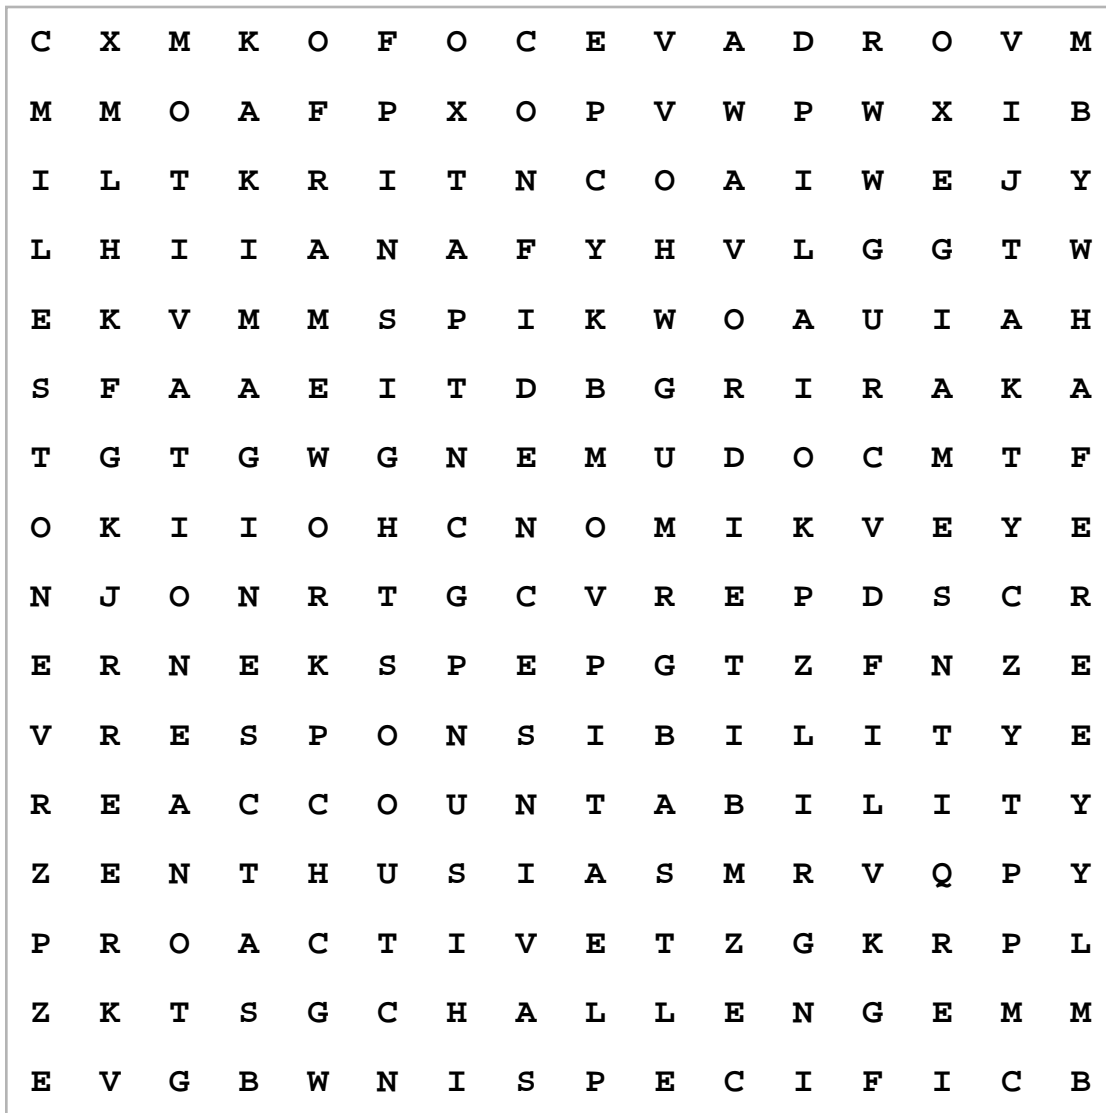 C X M K O F O C E V A D R O V M
M M O A F P X O P V W P W X I B
I L T K R I T N C O A I W E J Y
L H I I A N A F Y H V L G G T W
E K V M M S P I K W O A U I A H
S F A A E I T D B G R I R A K A
T G T G W G N E M U D O C M T F
O K I I O H C N O M I K V E Y E
N J O N R T G C V R E P D S C R
E R N E K S P E P G T Z F N Z E
V R E S P O N S I B I L I T Y E
R E A C C O U N T A B I L I T Y
Z E N T H U S I A S M R V Q P Y
P R O A C T I V E T Z G K R P L
Z K T S G C H A L L E N G E M M
E V G B W N I S P E C I F I C B